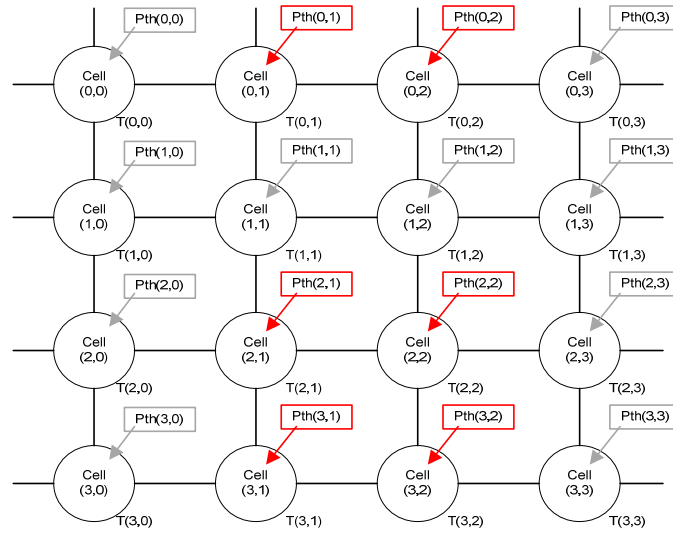 Pth(0,0)
Pth(0,1)
Pth(0,2)
Pth(0,3)
Cell
(0,0)
Cell
(0,1)
Cell
(0,2)
Cell
(0,3)
T(0,0)
T(0,1)
T(0,2)
T(0,3)
Pth(1,0)
Pth(1,1)
Pth(1,2)
Pth(1,3)
Cell
(1,0)
Cell
(1,1)
Cell
(1,2)
Cell
(1,3)
T(1,0)
T(1,1)
T(1,2)
T(1,3)
Pth(2,0)
Pth(2,1)
Pth(2,2)
Pth(2,3)
Cell
(2,0)
Cell
(2,1)
Cell
(2,2)
Cell
(2,3)
T(2,0)
T(2,1)
T(2,2)
T(2,3)
Pth(3,0)
Pth(3,1)
Pth(3,2)
Pth(3,3)
Cell
(3,0)
Cell
(3,1)
Cell
(3,2)
Cell
(3,3)
T(3,0)
T(3,1)
T(3,2)
T(3,3)